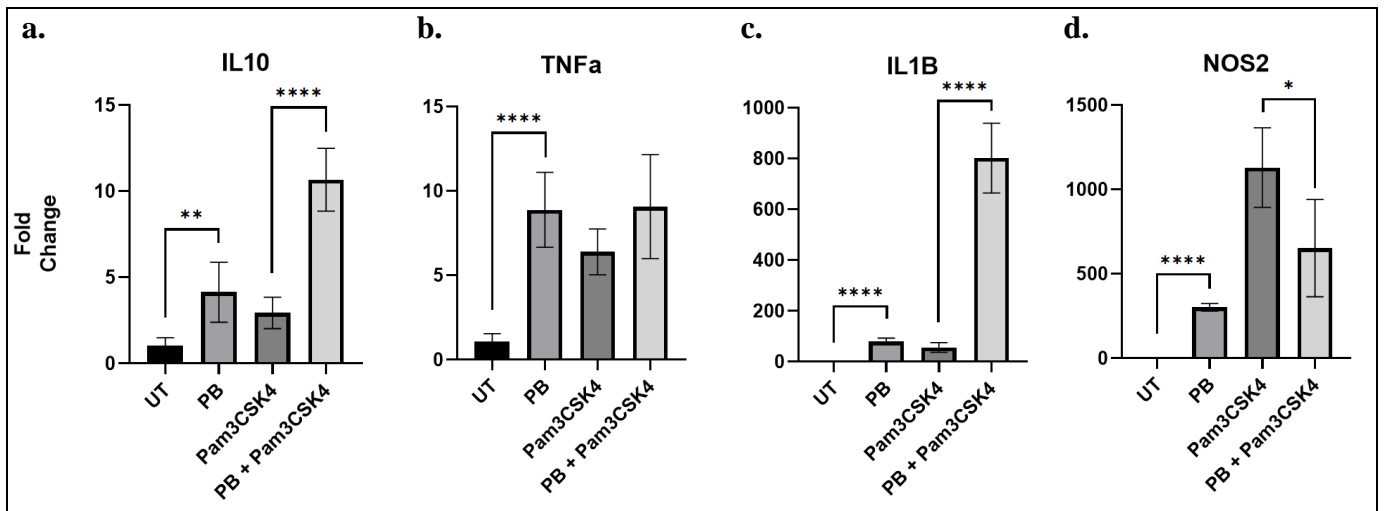 a.
IL10
Fold
Change
15
10
5
0
**
****
UT
PB
Pam3CSK4
PB + Pam3CSK4
b.
TNFa
15
10
5
0
****
UT
PB
Pam3CSK4
PB + Pam3CSK4
c.
IL1B
1000
800
600
400
200
0
****
****
UT
PB
Pam3CSK4
PB + Pam3CSK4
d.
NOS2
1500
1000
500
0
****
*
UT
PB
Pam3CSK4
PB + Pam3CSK4